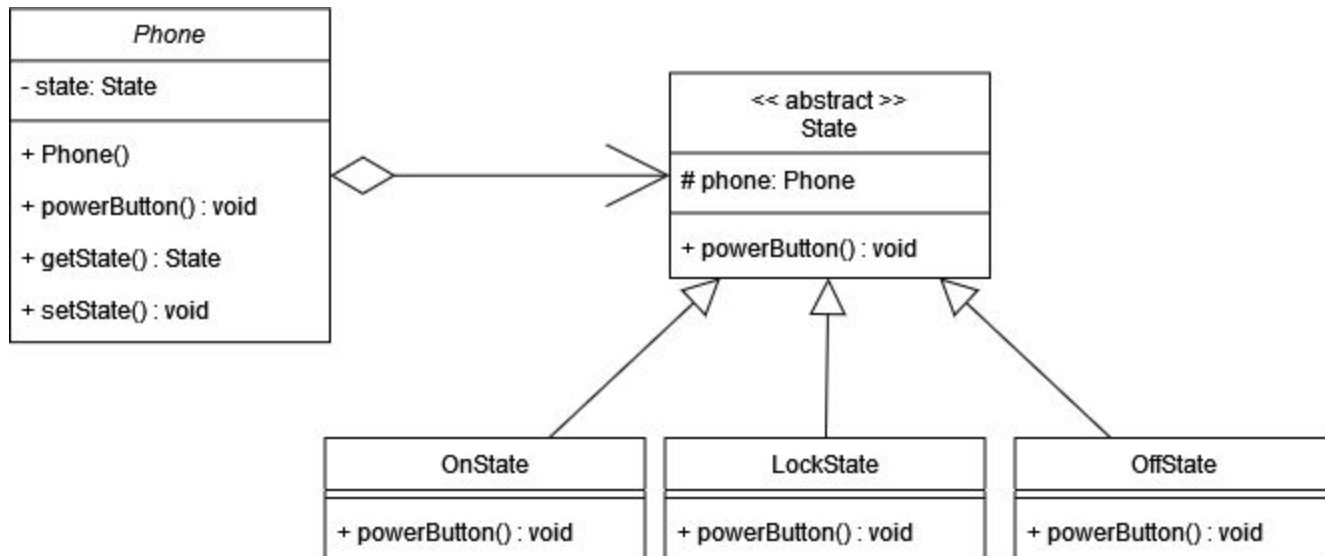 Phone
- state: State
+ Phone()
+ powerButton() : void
+ getState() : State
+ setState() : void
<< abstract >>
State
# phone: Phone
+ powerButton() : void
OnState
+ powerButton() : void
LockState
+ powerButton() : void
OffState
+ powerButton() : void